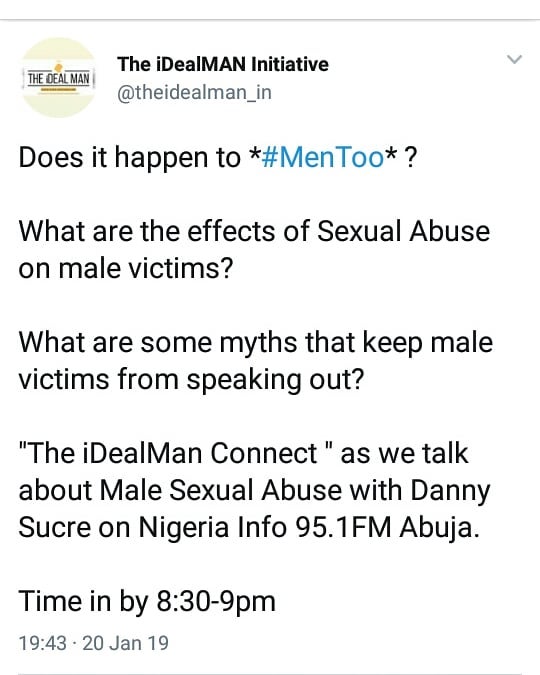 THE iDEAL MAN
The iDealMAN Initiative
@theidealman_in
Does it happen to *#MenToo* ?
What are the effects of Sexual Abuse
on male victims?
What are some myths that keep male
victims from speaking out?
"The iDealMan Connect " as we talk
about Male Sexual Abuse with Danny
Sucre on Nigeria Info 95.1FM Abuja.
Time in by 8:30-9pm
19:43 · 20 Jan 19